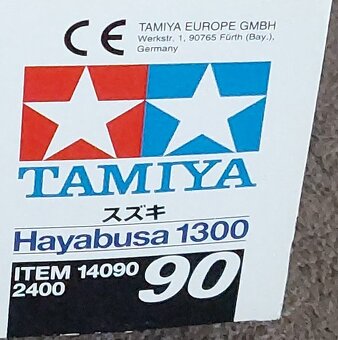 CE TAMIYA EUROPE GMBH
Werkstr. 1, 90765 Fürth (Bay.),
Germany
TAMIYA
スズキ
Hayabusa 1300
ITEM 14090
2400
90